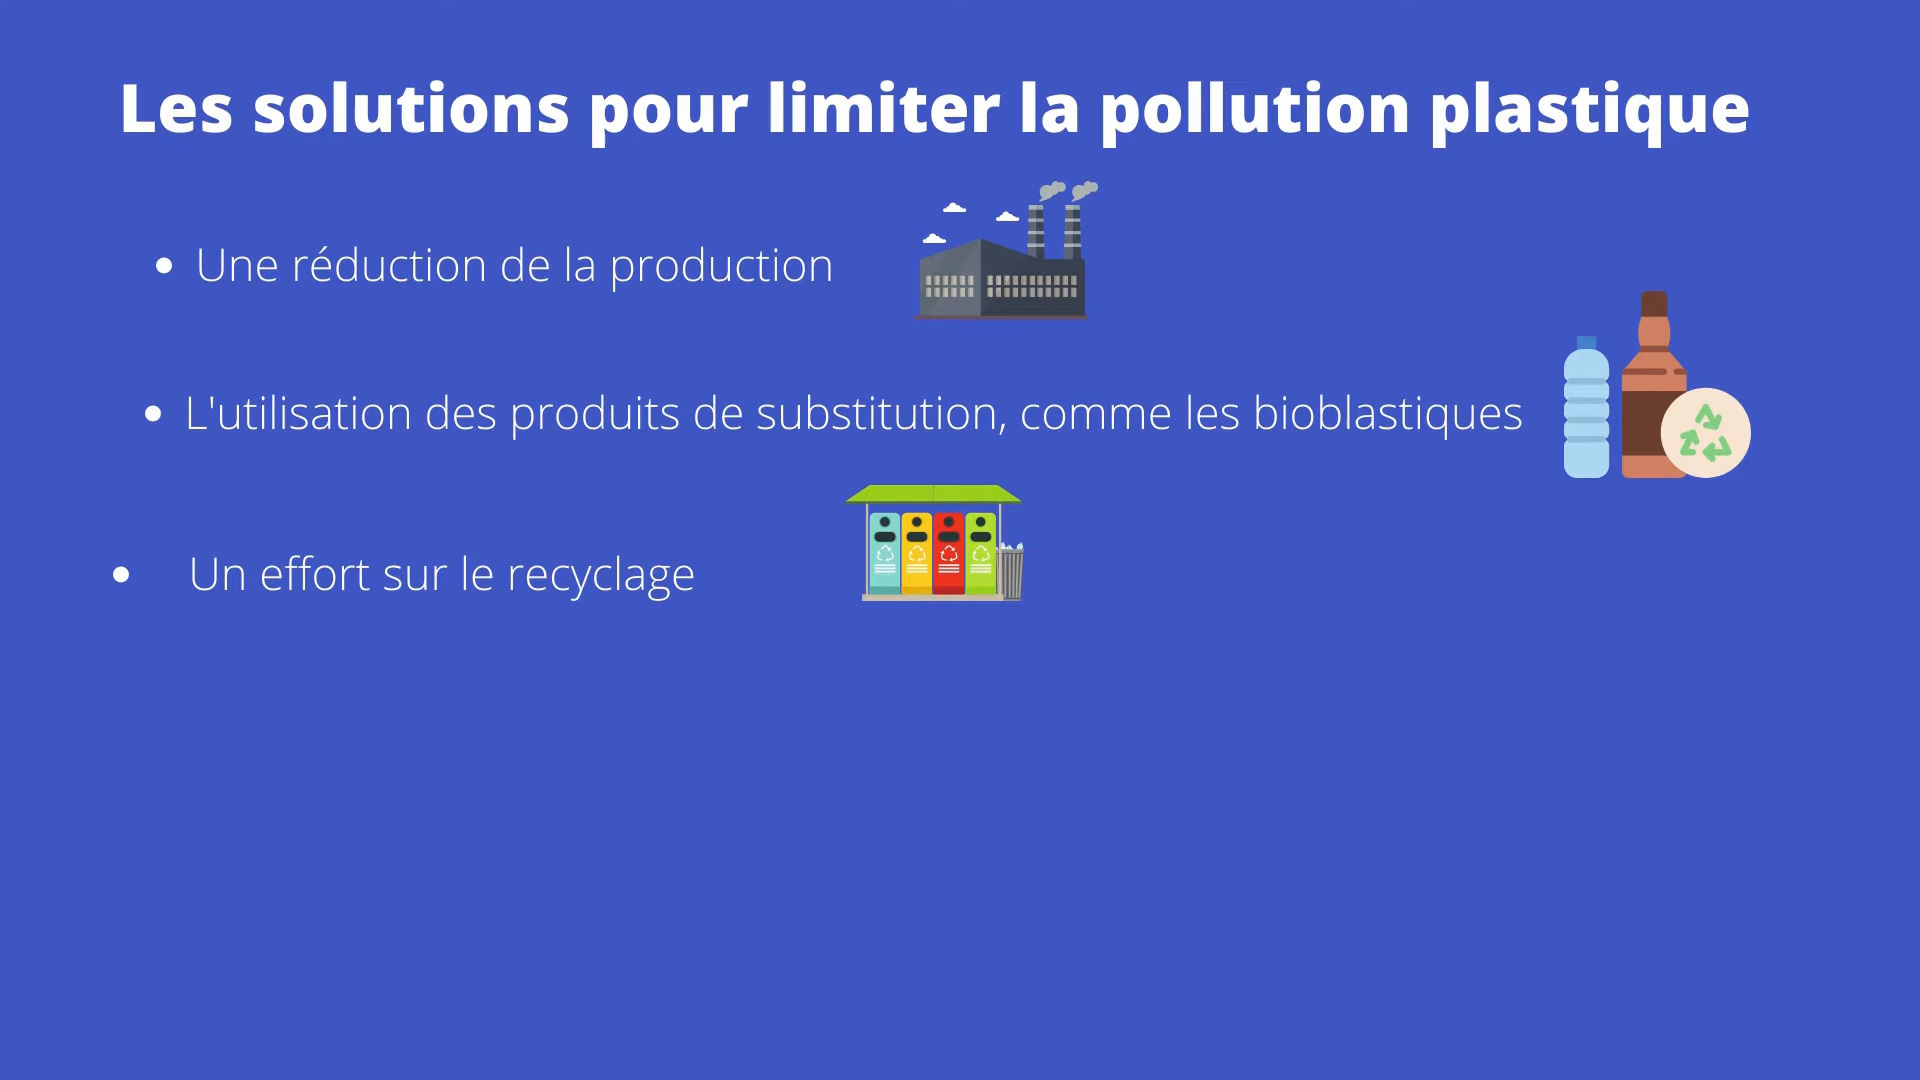 Les solutions pour limiter la pollution plastique
• Une réduction de la production
• L'utilisation des produits de substitution, comme les bioblastiques
• Un effort sur le recyclage